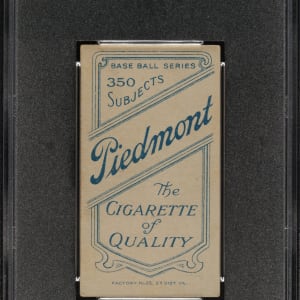 BASE BALL SERIES
350
SUBJECTS
Piedmont
The
CIGARETTE
of
QUALITY
FACTORY No. 25, 2nd DIST. VA.